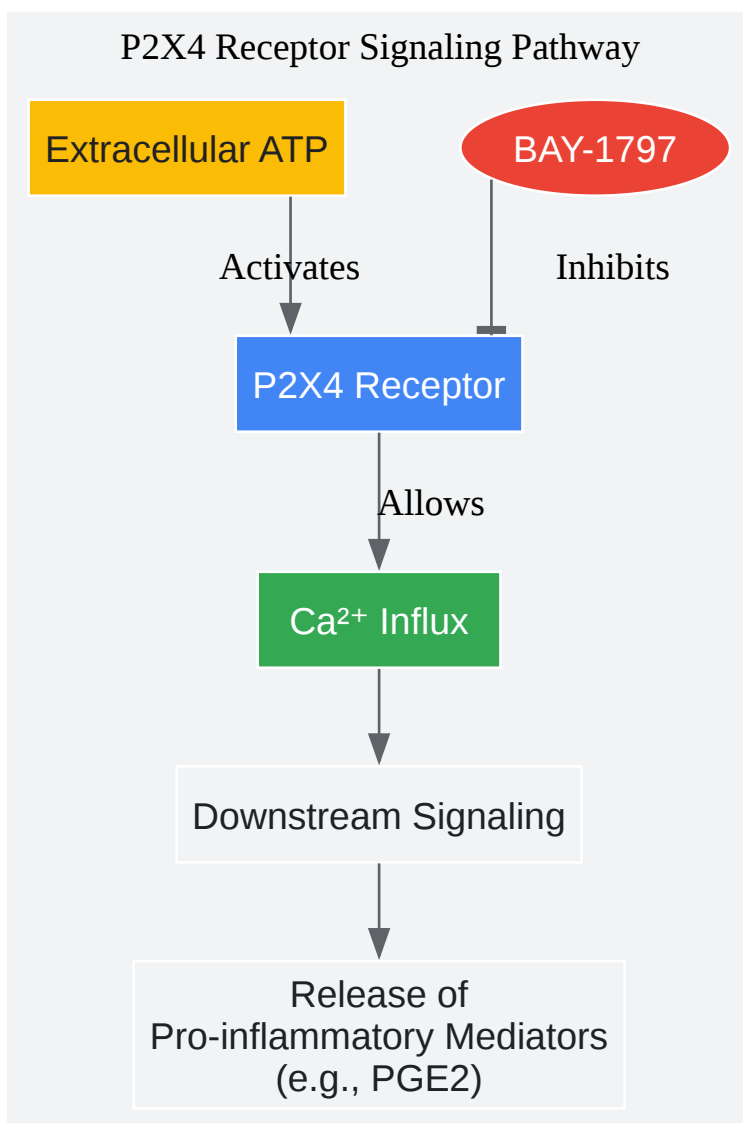 P2X4 Receptor Signaling Pathway
Extracellular ATP
BAY-1797
Activates
Inhibits
P2X4 Receptor
Allows
Ca²⁺ Influx
Downstream Signaling
Release of
Pro-inflammatory Mediators
(e.g., PGE2)